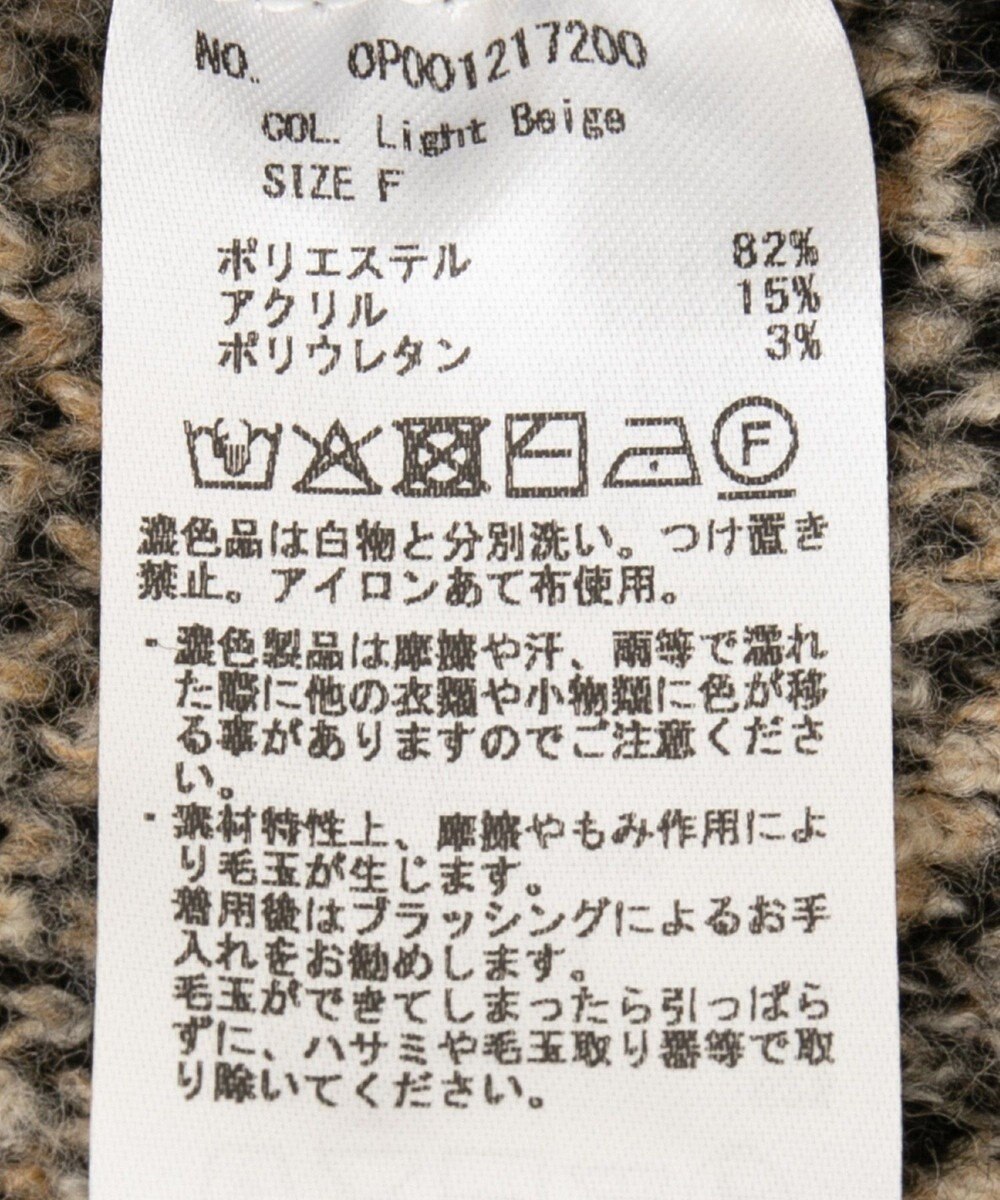 NO. OP001217200
COL. Light Beige
SIZE F
ポリエステル 82%
アクリル 15%
ポリウレタン 3%
F
濃色品は白物と分別洗い。つけ置き
禁止。アイロンあて布使用。
・濃色製品は摩擦や汗、雨等で濡れ
た際に他の衣類や小物類に色が移
る事がありますのでご注意くださ
い。
・素材特性上、摩擦やもみ作用によ
り毛玉が生じます。
着用後はブラッシングによるお手
入れをお勧めします。
毛玉ができてしまったら引っぱら
ずに、ハサミや毛玉取り器等で取
り除いてください。